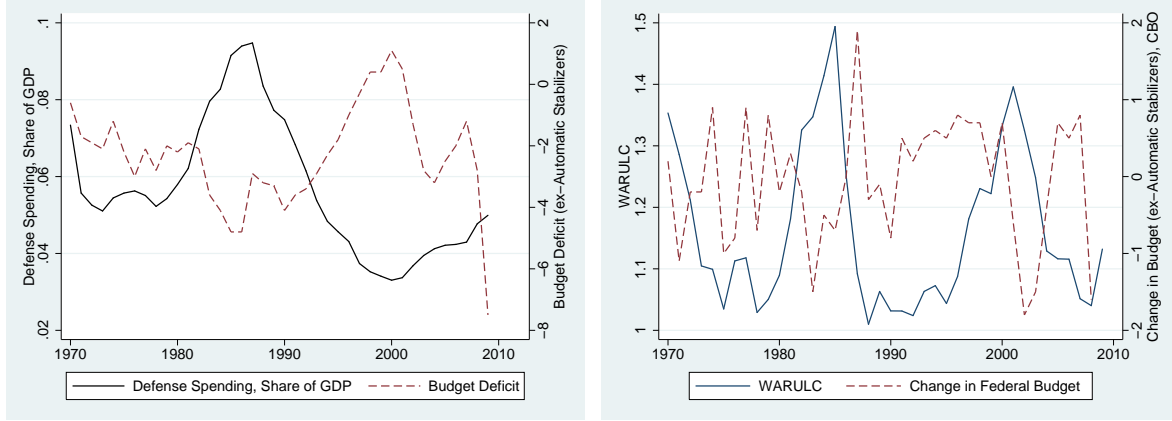 Defense Spending, Share of GDP
.02 .04 .06 .08 .1
Budget Deficit (ex−Automatic Stabilizers)
−8 −6 −4 −2 0 2
1970 1980 1990 2000 2010
Defense Spending, Share of GDP Budget Deficit
WARULC
1 1.1 1.2 1.3 1.4 1.5
Change in Budget (ex−Automatic Stabilizers), CBO
−2 −1 0 1 2
1970 1980 1990 2000 2010
WARULC Change in Federal Budget